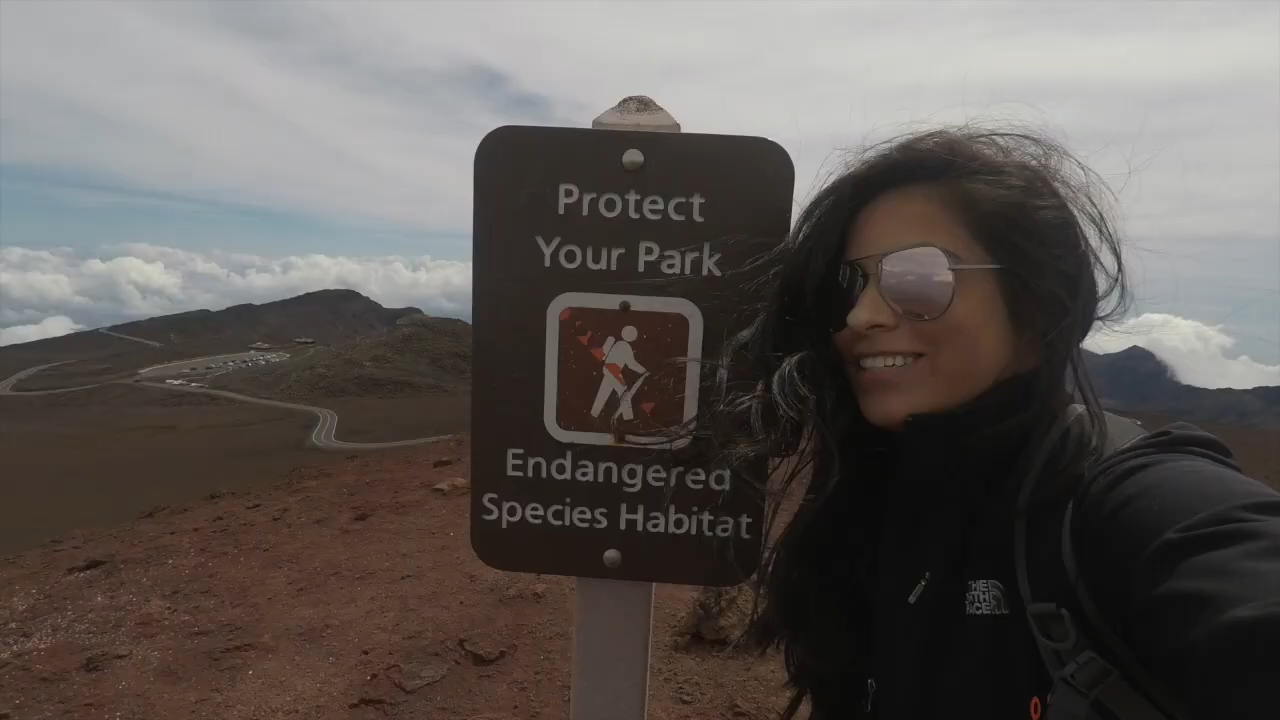 Protect
Your Park
Endangered
Species Habitat
THE
NORTH
FACE